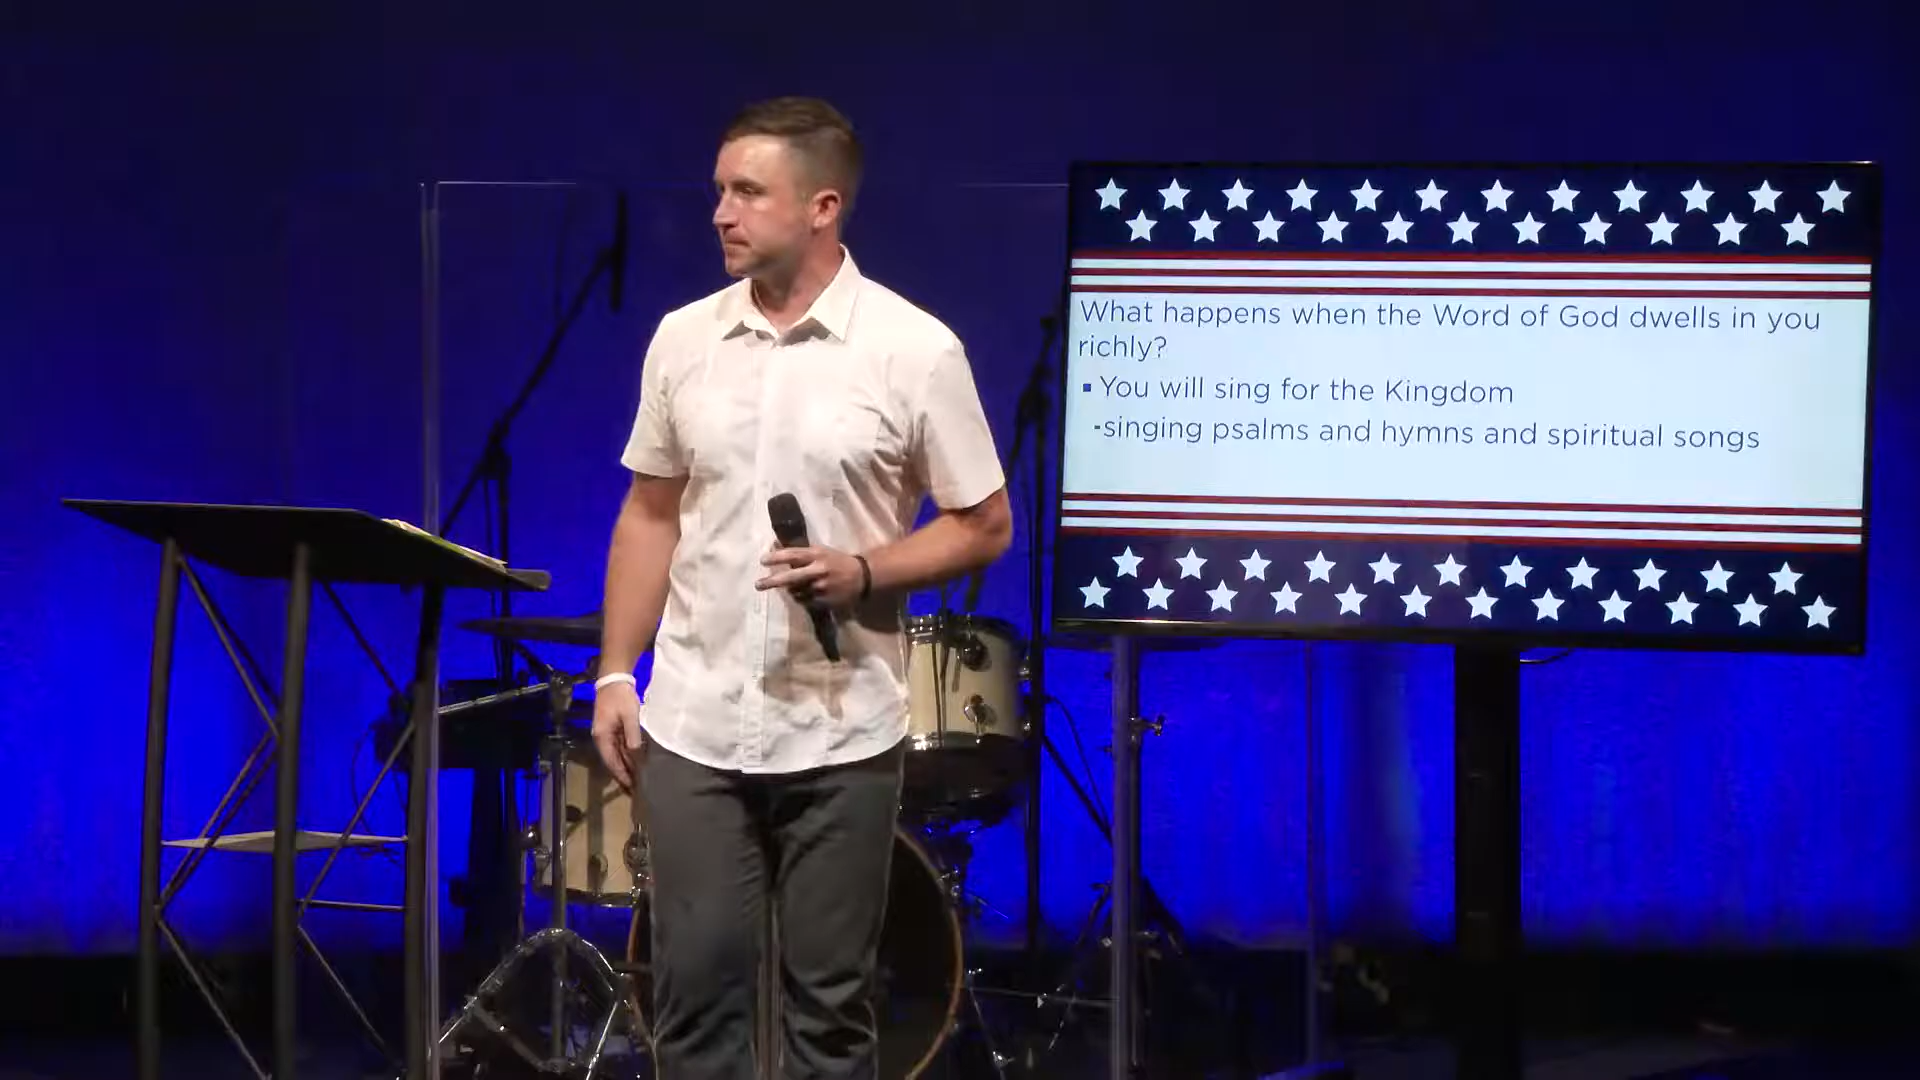 What happens when the Word of God dwells in you
richly?
▪ You will sing for the Kingdom
-singing psalms and hymns and spiritual songs